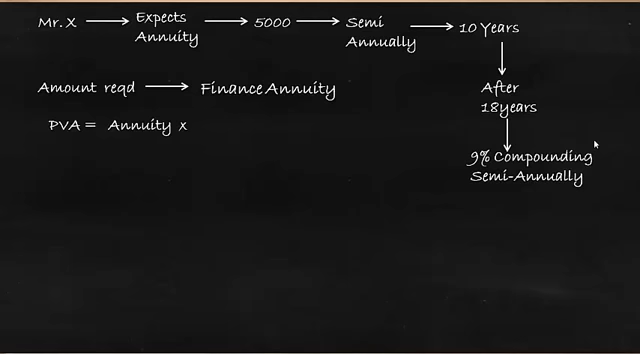 Mr. X → Expects Annuity → 5000 → Semi Annually → 10 Years
After
18years
Amount reqd → Finance Annuity
PVA = Annuity x
9% Compounding
Semi-Annually